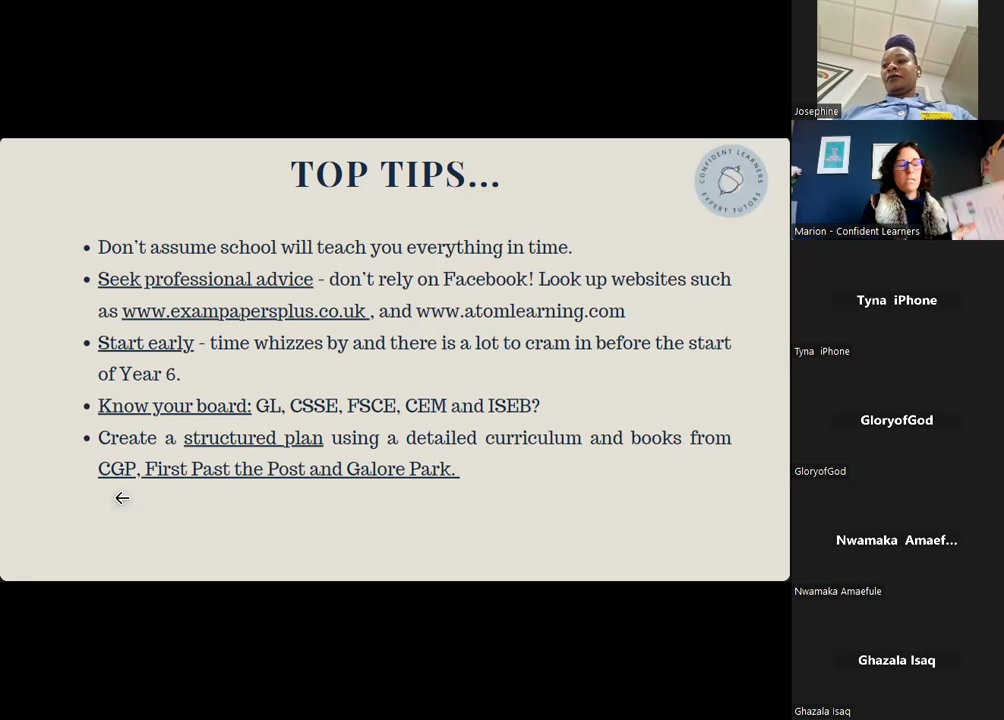 TOP TIPS...
CONFIDENT LEARNERS
EXPERT TUTORS
• Don't assume school will teach you everything in time.
• Seek professional advice - don't rely on Facebook! Look up websites such
as www.exampapersplus.co.uk , and www.atomlearning.com
• Start early - time whizzes by and there is a lot to cram in before the start
of Year 6.
• Know your board: GL, CSSE, FSCE, CEM and ISEB?
• Create a structured plan using a detailed curriculum and books from
CGP, First Past the Post and Galore Park.
Josephine
Marion - Confident Learners
Tyna iPhone
Tyna iPhone
GloryofGod
GloryofGod
Nwamaka Amaef...
Nwamaka Amaefule
Ghazala Isaq
Ghazala Isaq